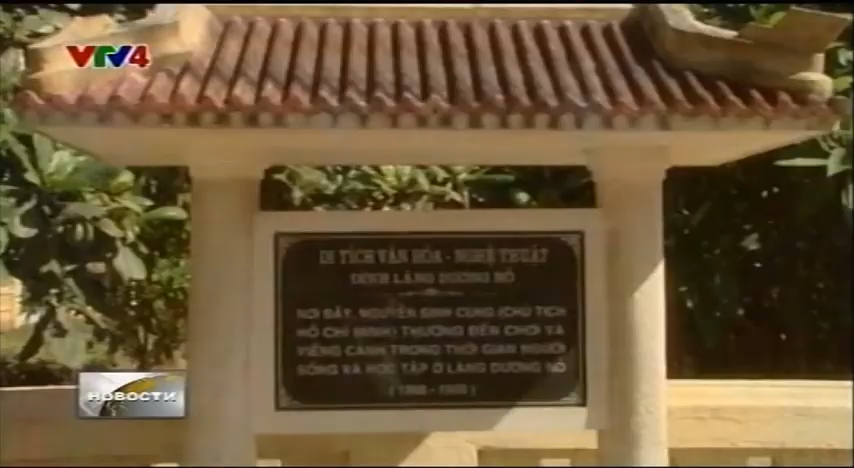 VTV4
DI TÍCH VĂN HÓA - NGHỆ THUẬT
ĐÌNH LÀNG DƯƠNG NỖ
NƠI ĐÂY, NGUYỄN SINH CUNG (CHỦ TỊCH
HỒ CHÍ MINH) THƯỜNG ĐẾN CHƠI VÀ
VIẾNG CẢNH TRONG THỜI GIAN NGƯỜI
SỐNG VÀ HỌC TẬP Ở LÀNG DƯƠNG NỖ
НОВОСТИ